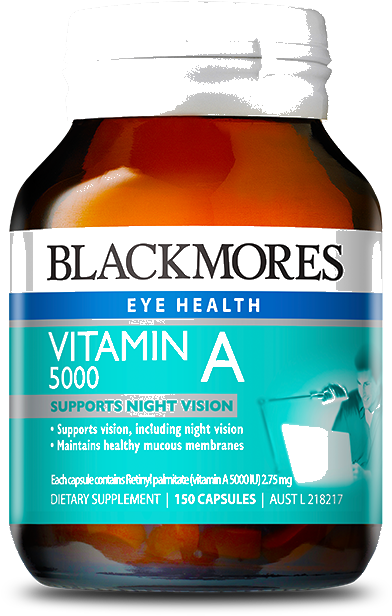 BLACKMORES
EYE HEALTH
VITAMIN A
5000
SUPPORTS NIGHT VISION
• Supports vision, including night vision
• Maintains healthy mucous membranes
Each capsule contains Retinyl palmitate (vitamin A 5000 IU) 2.75 mg
DIETARY SUPPLEMENT | 150 CAPSULES | AUST L 218217